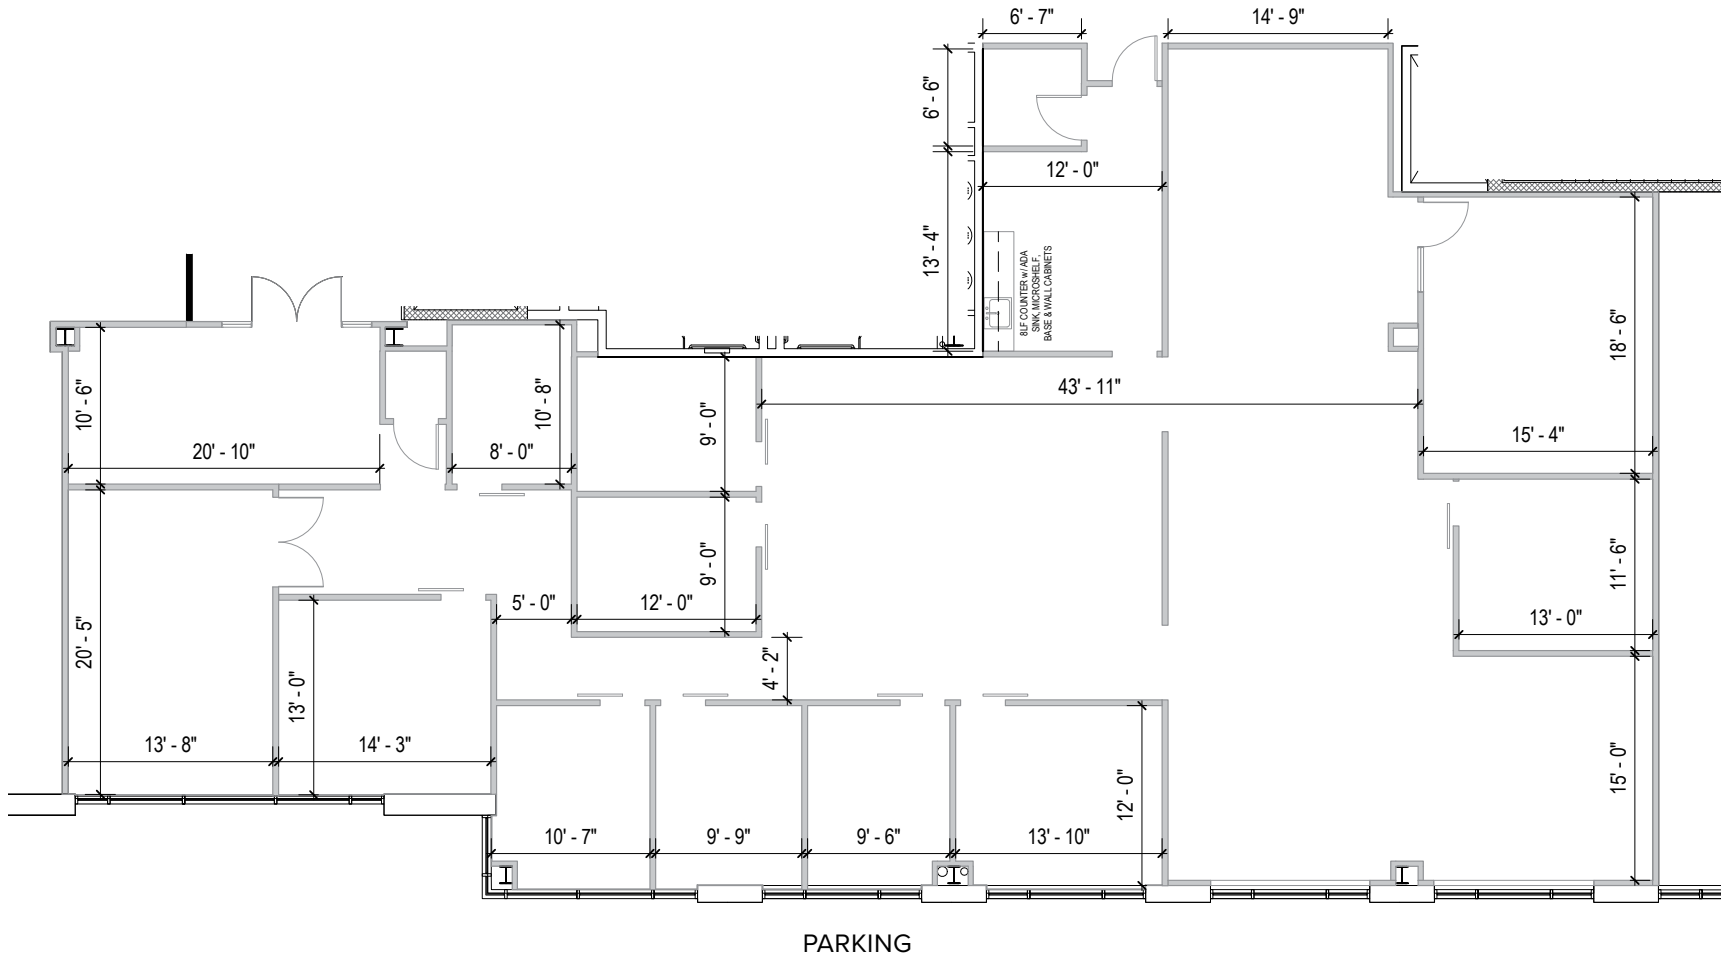 6' - 7"
14' - 9"
6' - 6"
12' - 0"
13' - 4"
8LF COUNTER w/ ADA
SINK, MICROSHELF,
BASE & WALL CABINETS
18' - 6"
43' - 11"
10' - 6"
10' - 8"
9' - 0"
20' - 10"
8' - 0"
15' - 4"
9' - 0"
11' - 6"
5' - 0"
12' - 0"
13' - 0"
20' - 5"
4' - 2"
13' - 0"
13' - 8"
14' - 3"
15' - 0"
12' - 0"
10' - 7"
9' - 9"
9' - 6"
13' - 10"
PARKING